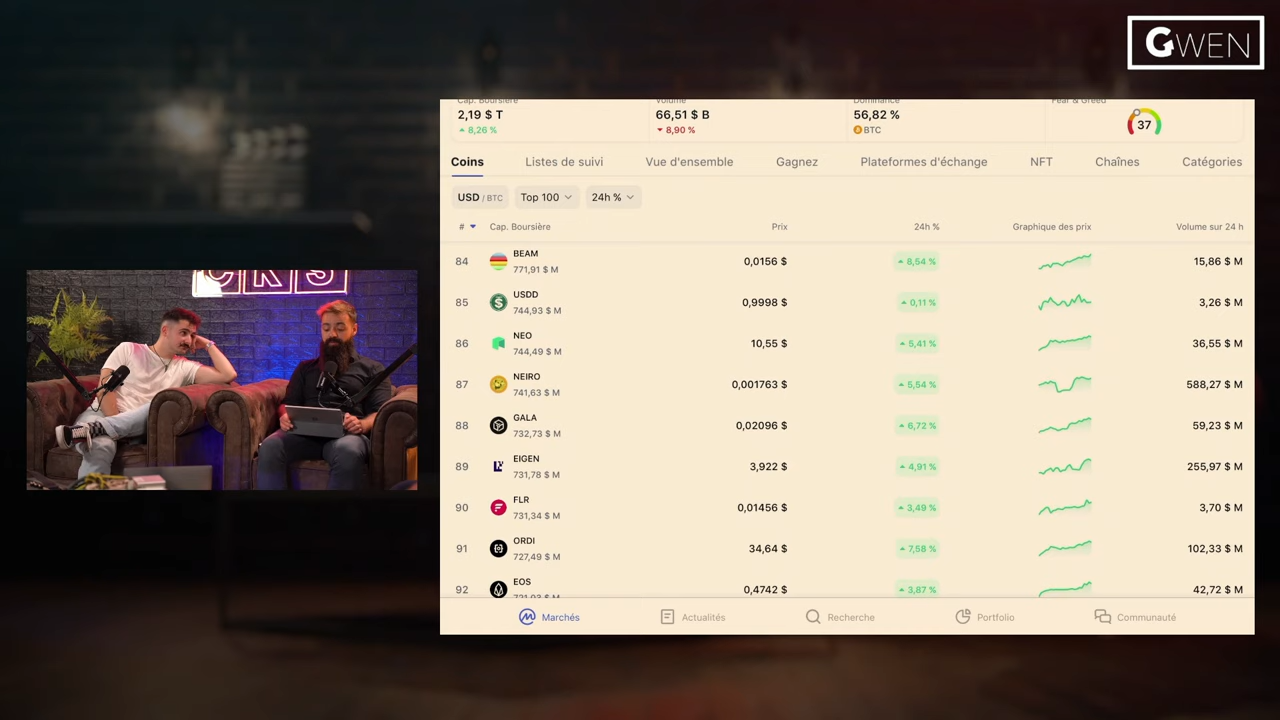 GWEN
Cap. Boursière
Volume
Dominance
Fear & Greed
2,19 $ T
66,51 $ B
56,82 %
37
8,26 %
8,90 %
BTC
Coins
Listes de suivi
Vue d'ensemble
Gagnez
Plateformes d'échange
NFT
Chaînes
Catégories
USD / BTC
Top 100
24h %
# Cap. Boursière Prix 24h % Graphique des prix Volume sur 24 h
84 BEAM 0,0156 $ 8,54 % 15,86 $ M
771,91 $ M
85 USDD 0,9998 $ 0,11 % 3,26 $ M
744,93 $ M
86 NEO 10,55 $ 5,41 % 36,55 $ M
744,49 $ M
87 NEIRO 0,001763 $ 5,54 % 588,27 $ M
741,63 $ M
88 GALA 0,02096 $ 6,72 % 59,23 $ M
732,73 $ M
89 EIGEN 3,922 $ 4,91 % 255,97 $ M
731,78 $ M
90 FLR 0,01456 $ 3,49 % 3,70 $ M
731,34 $ M
91 ORDI 34,64 $ 7,58 % 102,33 $ M
727,49 $ M
92 EOS 0,4742 $ 3,87 % 42,72 $ M
Marchés
Actualités
Recherche
Portfolio
Communauté